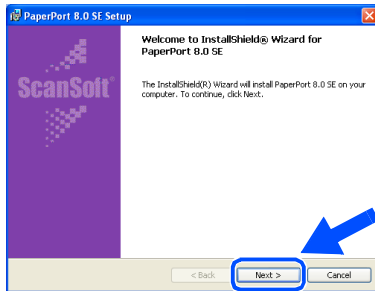 PaperPort 8.0 SE Setup
Welcome to InstallShield® Wizard for
PaperPort 8.0 SE
ScanSoft®
The InstallShield(R) Wizard will install PaperPort 8.0 SE on your
computer. To continue, click Next.
< Back
Next >
Cancel